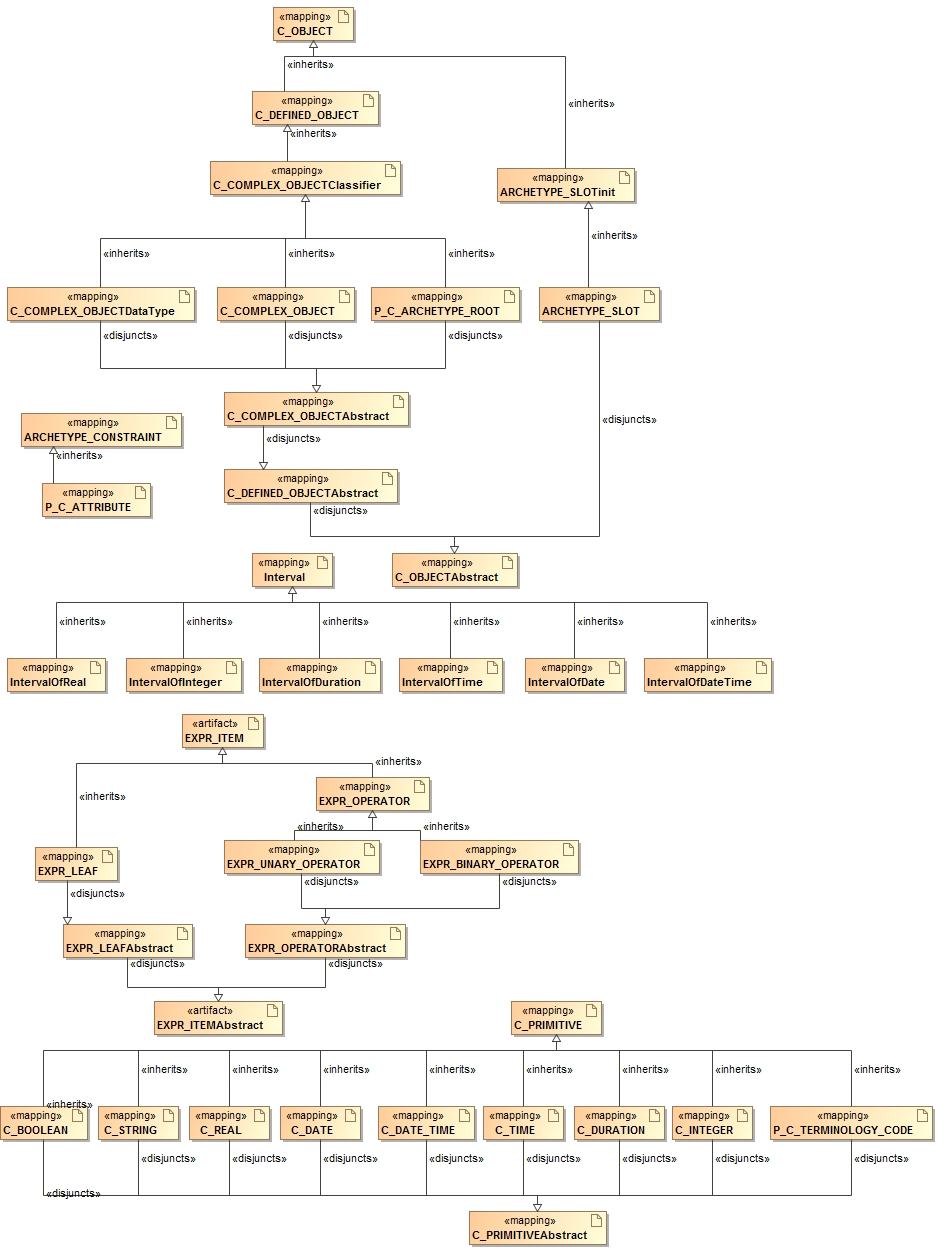 «mapping»
C_OBJECT
«inherits»
«mapping»
C_DEFINED_OBJECT
«inherits»
«inherits»
«mapping»
C_COMPLEX_OBJECTClassifier
«mapping»
ARCHETYPE_SLOTinit
«inherits»
«inherits»
«inherits»
«inherits»
«mapping»
C_COMPLEX_OBJECTDataType
«mapping»
C_COMPLEX_OBJECT
«mapping»
P_C_ARCHETYPE_ROOT
«mapping»
ARCHETYPE_SLOT
«disjuncts»
«disjuncts»
«disjuncts»
«mapping»
C_COMPLEX_OBJECTAbstract
«disjuncts»
«mapping»
ARCHETYPE_CONSTRAINT
«disjuncts»
«inherits»
«mapping»
C_DEFINED_OBJECTAbstract
«mapping»
P_C_ATTRIBUTE
«disjuncts»
«mapping»
Interval
«mapping»
C_OBJECTAbstract
«inherits»
«inherits»
«inherits»
«inherits»
«inherits»
«inherits»
«mapping»
IntervalOfReal
«mapping»
IntervalOfInteger
«mapping»
IntervalOfDuration
«mapping»
IntervalOfTime
«mapping»
IntervalOfDate
«mapping»
IntervalOfDateTime
«artifact»
EXPR_ITEM
«inherits»
«inherits»
«mapping»
EXPR_OPERATOR
«inherits»
«inherits»
«mapping»
EXPR_LEAF
«mapping»
EXPR_UNARY_OPERATOR
«mapping»
EXPR_BINARY_OPERATOR
«disjuncts»
«disjuncts»
«disjuncts»
«mapping»
EXPR_LEAFAbstract
«mapping»
EXPR_OPERATORAbstract
«disjuncts»
«disjuncts»
«artifact»
EXPR_ITEMAbstract
«mapping»
C_PRIMITIVE
«inherits»
«inherits»
«inherits»
«inherits»
«inherits»
«inherits»
«inherits»
«inherits»
«inherits»
«mapping»
C_BOOLEAN
«mapping»
C_STRING
«mapping»
C_REAL
«mapping»
C_DATE
«mapping»
C_DATE_TIME
«mapping»
C_TIME
«mapping»
C_DURATION
«mapping»
C_INTEGER
«mapping»
P_C_TERMINOLOGY_CODE
«disjuncts»
«disjuncts»
«disjuncts»
«disjuncts»
«disjuncts»
«disjuncts»
«disjuncts»
«disjuncts»
«disjuncts»
«mapping»
C_PRIMITIVEAbstract